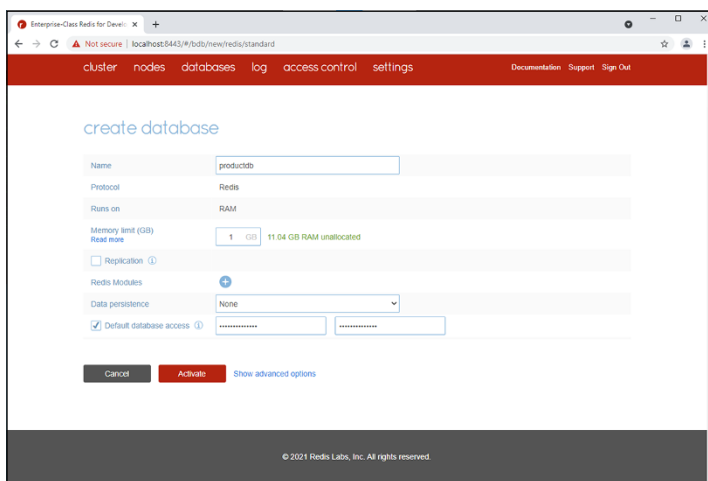 Enterprise-Class Redis for Develo
Not secure | localhost:8443/#/bdb/new/redis/standard
cluster nodes databases log access control settings Documentation Support Sign Out
create database
Name productdb
Protocol Redis
Runs on RAM
Memory limit (GB) 1 GB 11.04 GB RAM unallocated
Read more
Replication
Redis Modules
Data persistence None
Default database access •••••••••••••• ••••••••••••••
Cancel Activate Show advanced options
© 2021 Redis Labs, Inc. All rights reserved.